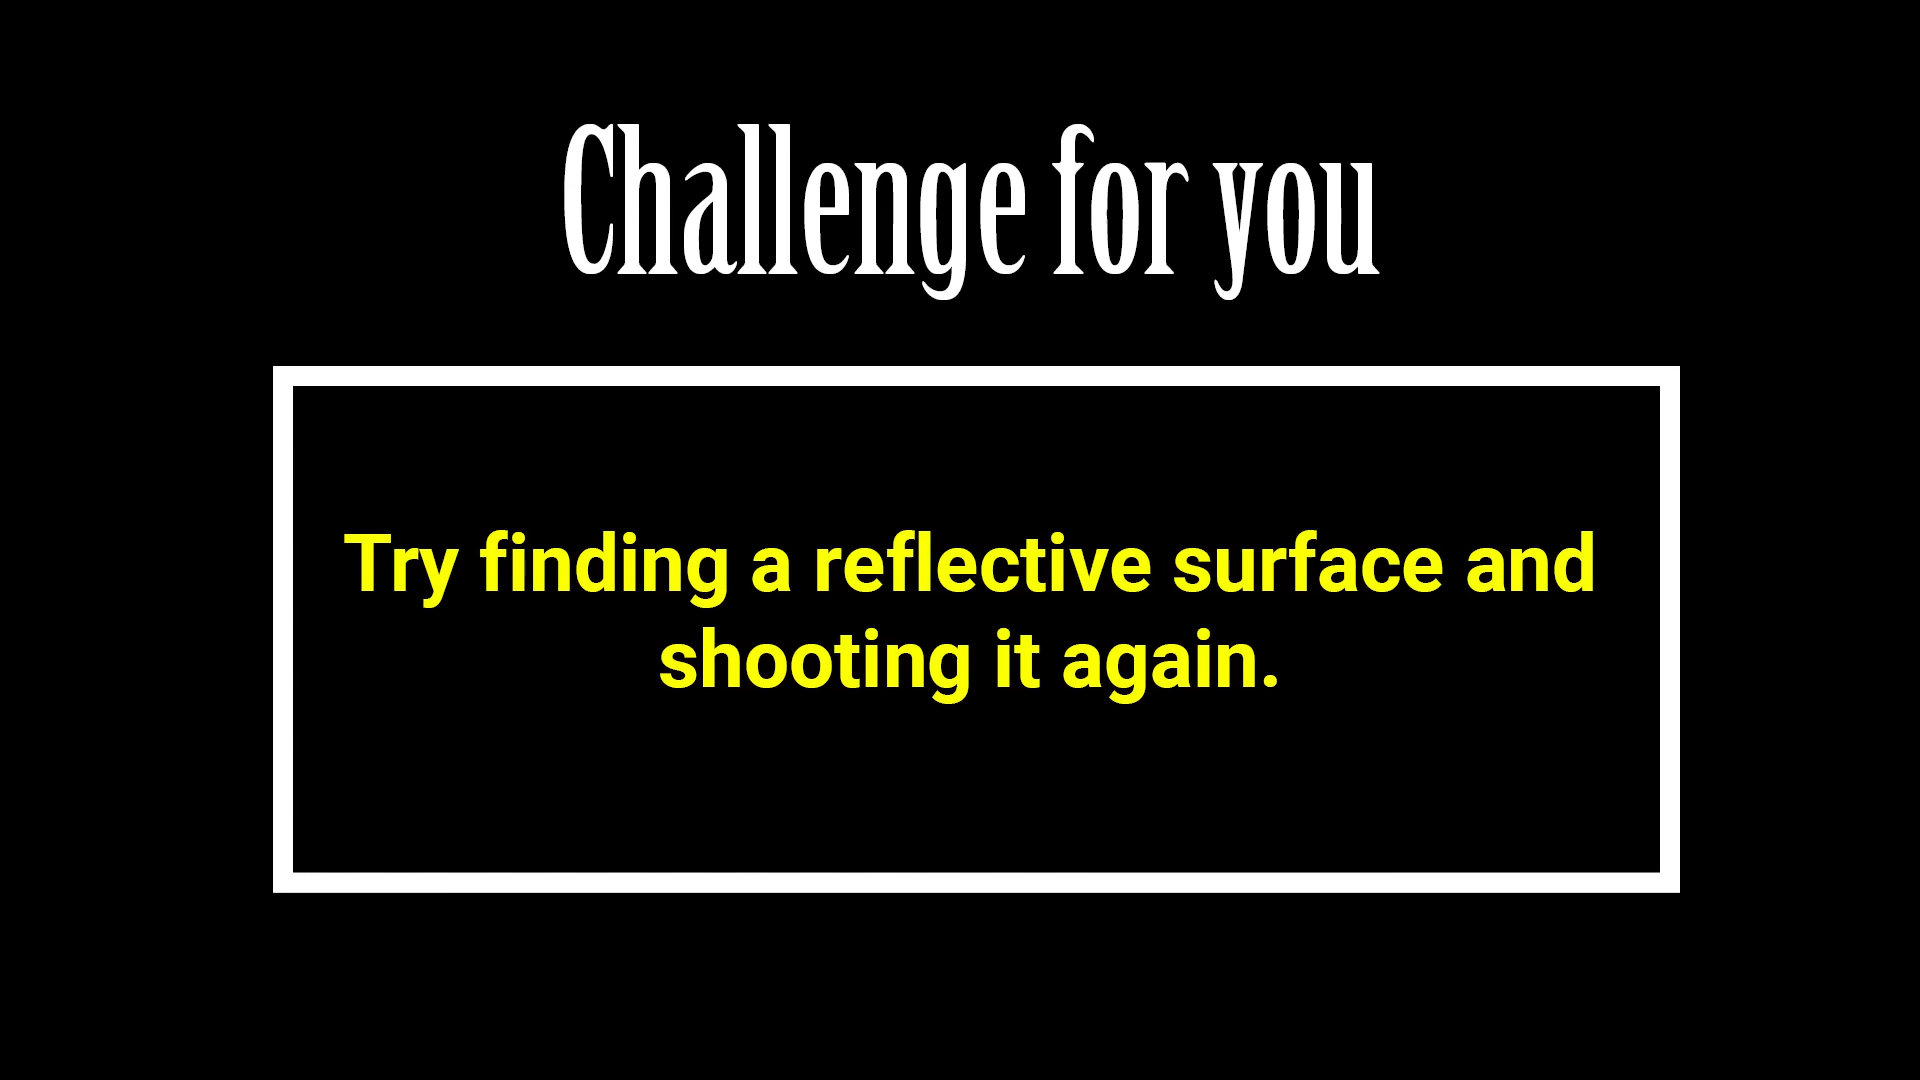 Challenge for you
Try finding a reflective surface and
shooting it again.